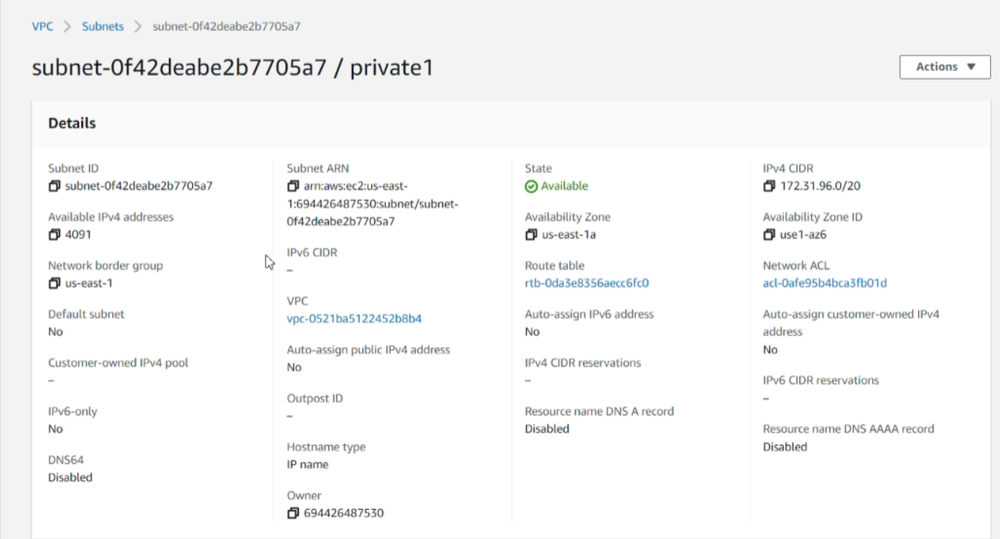 VPC > Subnets > subnet-0f42deabe2b7705a7
subnet-0f42deabe2b7705a7 / private1
Actions ▼
Details
Subnet ID
subnet-0f42deabe2b7705a7
Available IPv4 addresses
4091
Network border group
us-east-1
Default subnet
No
Customer-owned IPv4 pool
–
IPv6-only
No
DNS64
Disabled
Subnet ARN
arn:aws:ec2:us-east-
1:694426487530:subnet/subnet-
0f42deabe2b7705a7
IPv6 CIDR
–
VPC
vpc-0521ba5122452b8b4
Auto-assign public IPv4 address
No
Outpost ID
–
Hostname type
IP name
Owner
694426487530
State
Available
Availability Zone
us-east-1a
Route table
rtb-0da3e8356aecc6fc0
Auto-assign IPv6 address
No
IPv4 CIDR reservations
–
Resource name DNS A record
Disabled
IPv4 CIDR
172.31.96.0/20
Availability Zone ID
use1-az6
Network ACL
acl-0afe95b4bca3fb01d
Auto-assign customer-owned IPv4
address
No
IPv6 CIDR reservations
–
Resource name DNS AAAA record
Disabled